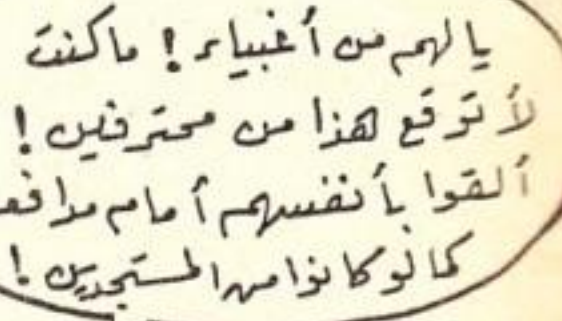 يا لهم من أغبياء ! ما كنت
لأتوقع هذا من محترفين !
ألقوا بأنفسهم أمام مدافع
كما لو كانوا من المستجدين !